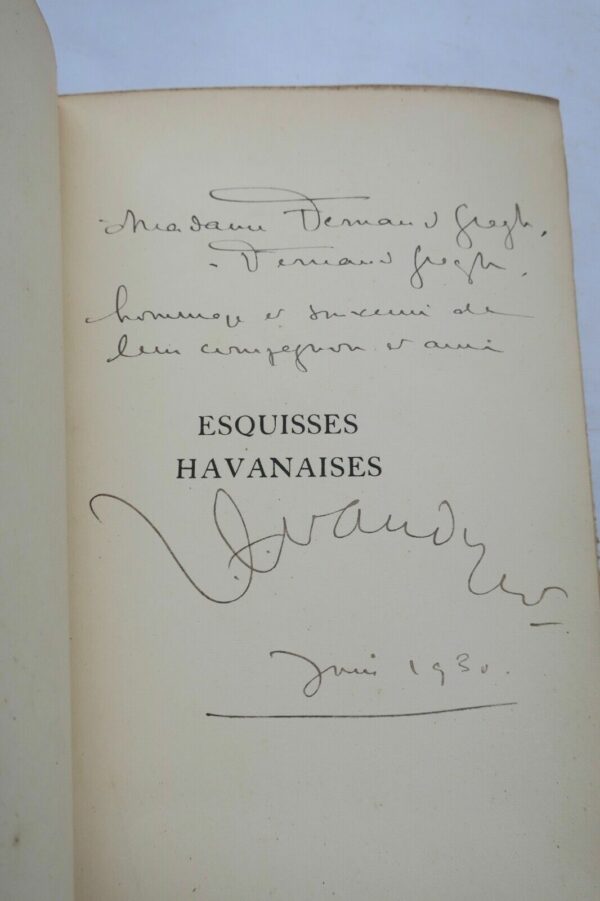 Madame Fernand Gregh,
- Fernand Gregh,
hommage et souvenir de
leur compagnon et ami
ESQUISSES
HAVANAISES
Juin 1930.